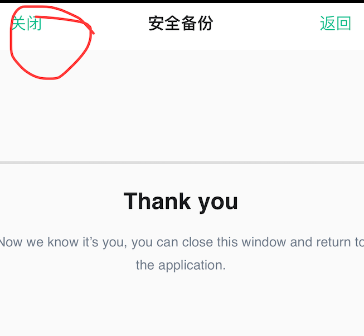 关闭 安全备份 返回
Thank you
Now we know it's you, you can close this window and return to
the application.